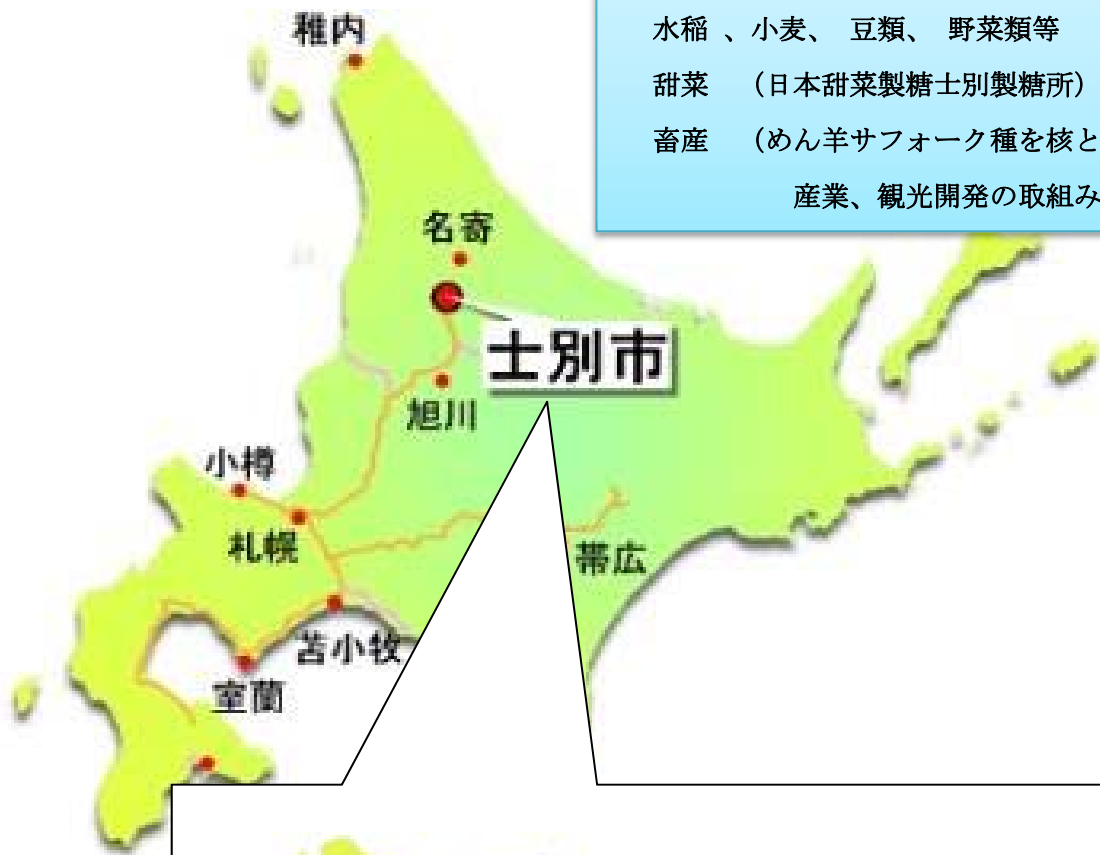 水稲 、小麦、 豆類、 野菜類等
甜菜 （日本甜菜製糖士別製糖所）
畜産 （めん羊サフォーク種を核と
産業、観光開発の取組み
稚内
名寄
士別市
旭川
小樽
札幌
帯広
苫小牧
室蘭